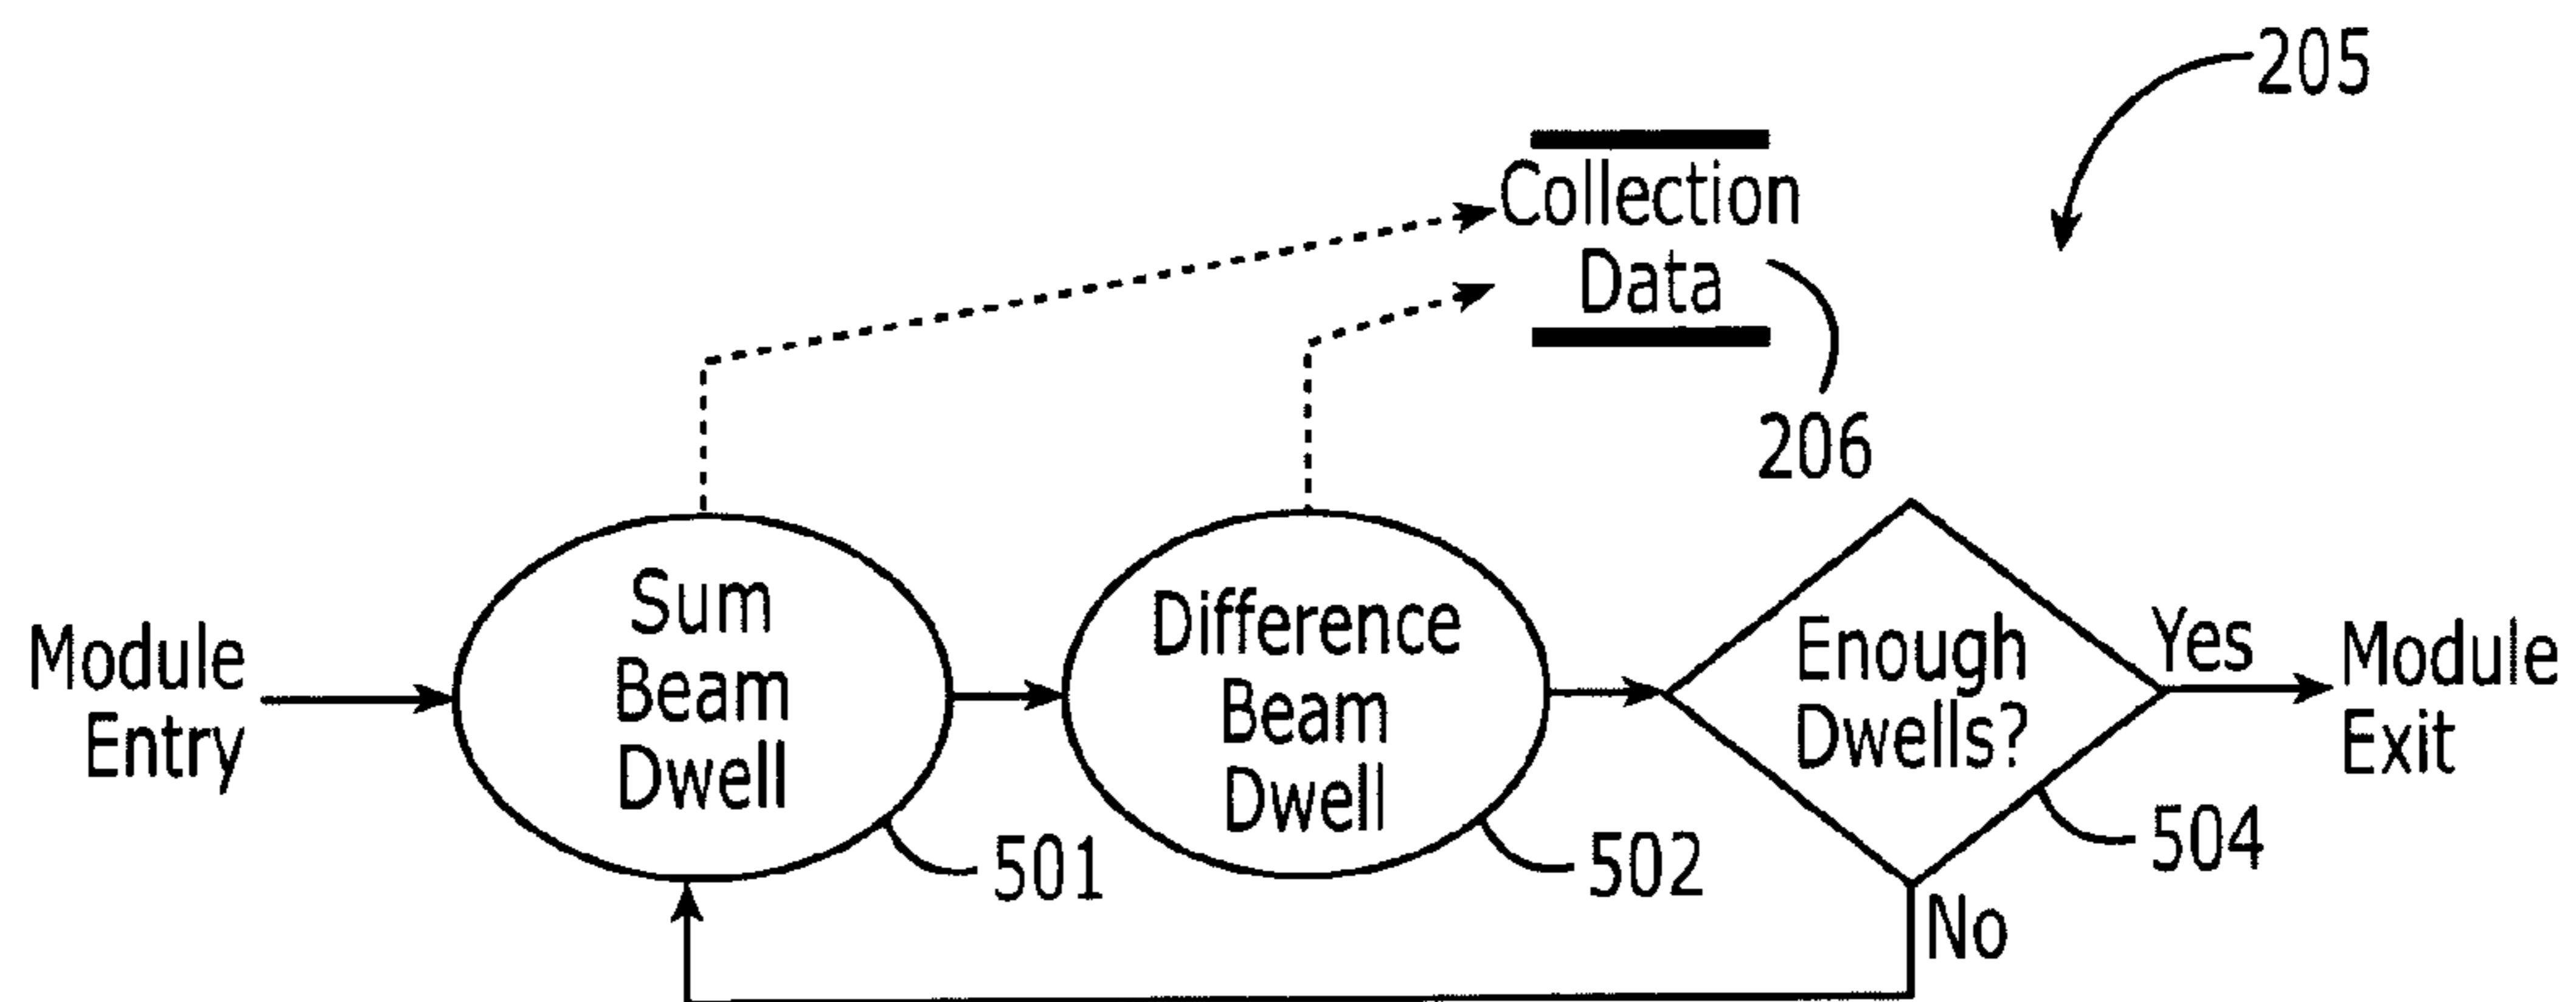 205
Collection
Data
206
Module
Entry
Sum
Beam
Dwell
501
Difference
Beam
Dwell
502
Enough
Dwells?
504
Yes
No
Module
Exit